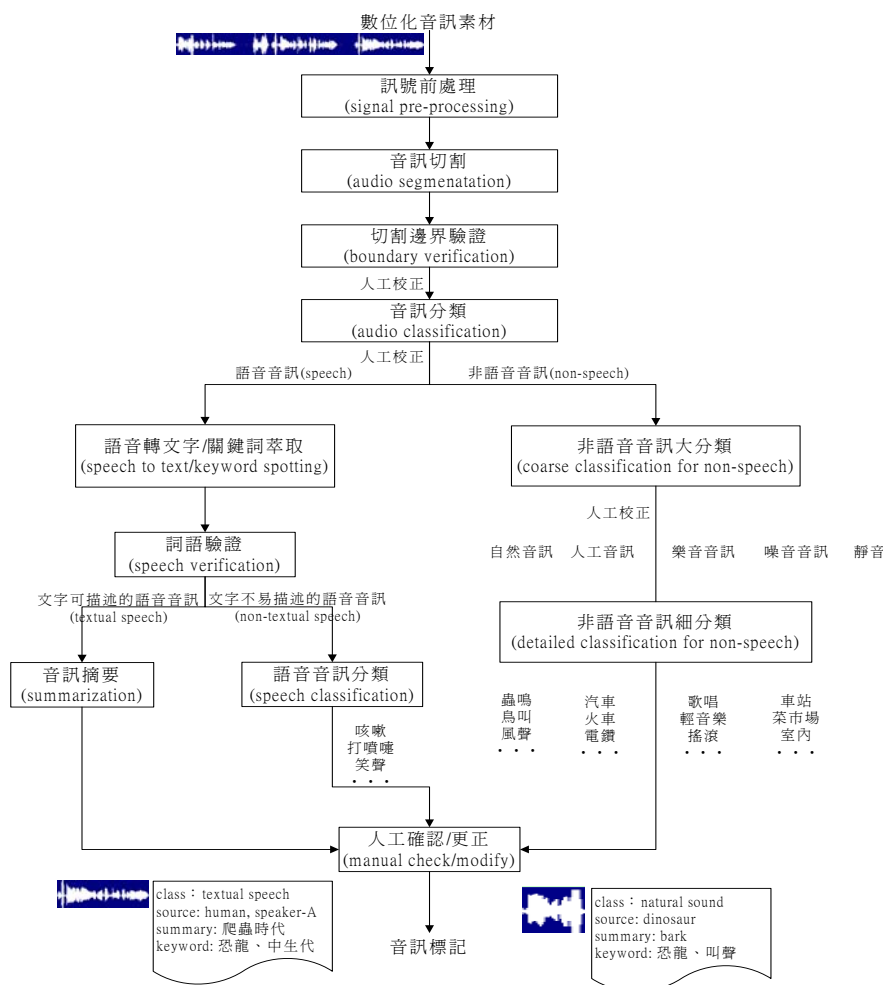 數位化音訊素材
訊號前處理
(signal pre-processing)
音訊切割
(audio segmenatation)
切割邊界驗證
(boundary verification)
人工校正
音訊分類
(audio classification)
人工校正
語音音訊(speech)
非語音音訊(non-speech)
語音轉文字/關鍵詞萃取
(speech to text/keyword spotting)
非語音音訊大分類
(coarse classification for non-speech)
人工校正
詞語驗證
(speech verification)
自然音訊 人工音訊 樂音音訊 噪音音訊 靜音
文字可描述的語音音訊
(textual speech)
文字不易描述的語音音訊
(non-textual speech)
非語音音訊細分類
(detailed classification for non-speech)
音訊摘要
(summarization)
語音音訊分類
(speech classification)
咳嗽
打噴嚏
笑聲
・・・
蟲鳴
鳥叫
風聲
・・・
汽車
火車
電鑽
・・・
歌唱
輕音樂
搖滾
・・・
車站
菜市場
室內
・・・
人工確認/更正
(manual check/modify)
class：textual speech
source: human, speaker-A
summary: 爬蟲時代
keyword: 恐龍、中生代
音訊標記
class：natural sound
source: dinosaur
summary: bark
keyword: 恐龍、叫聲